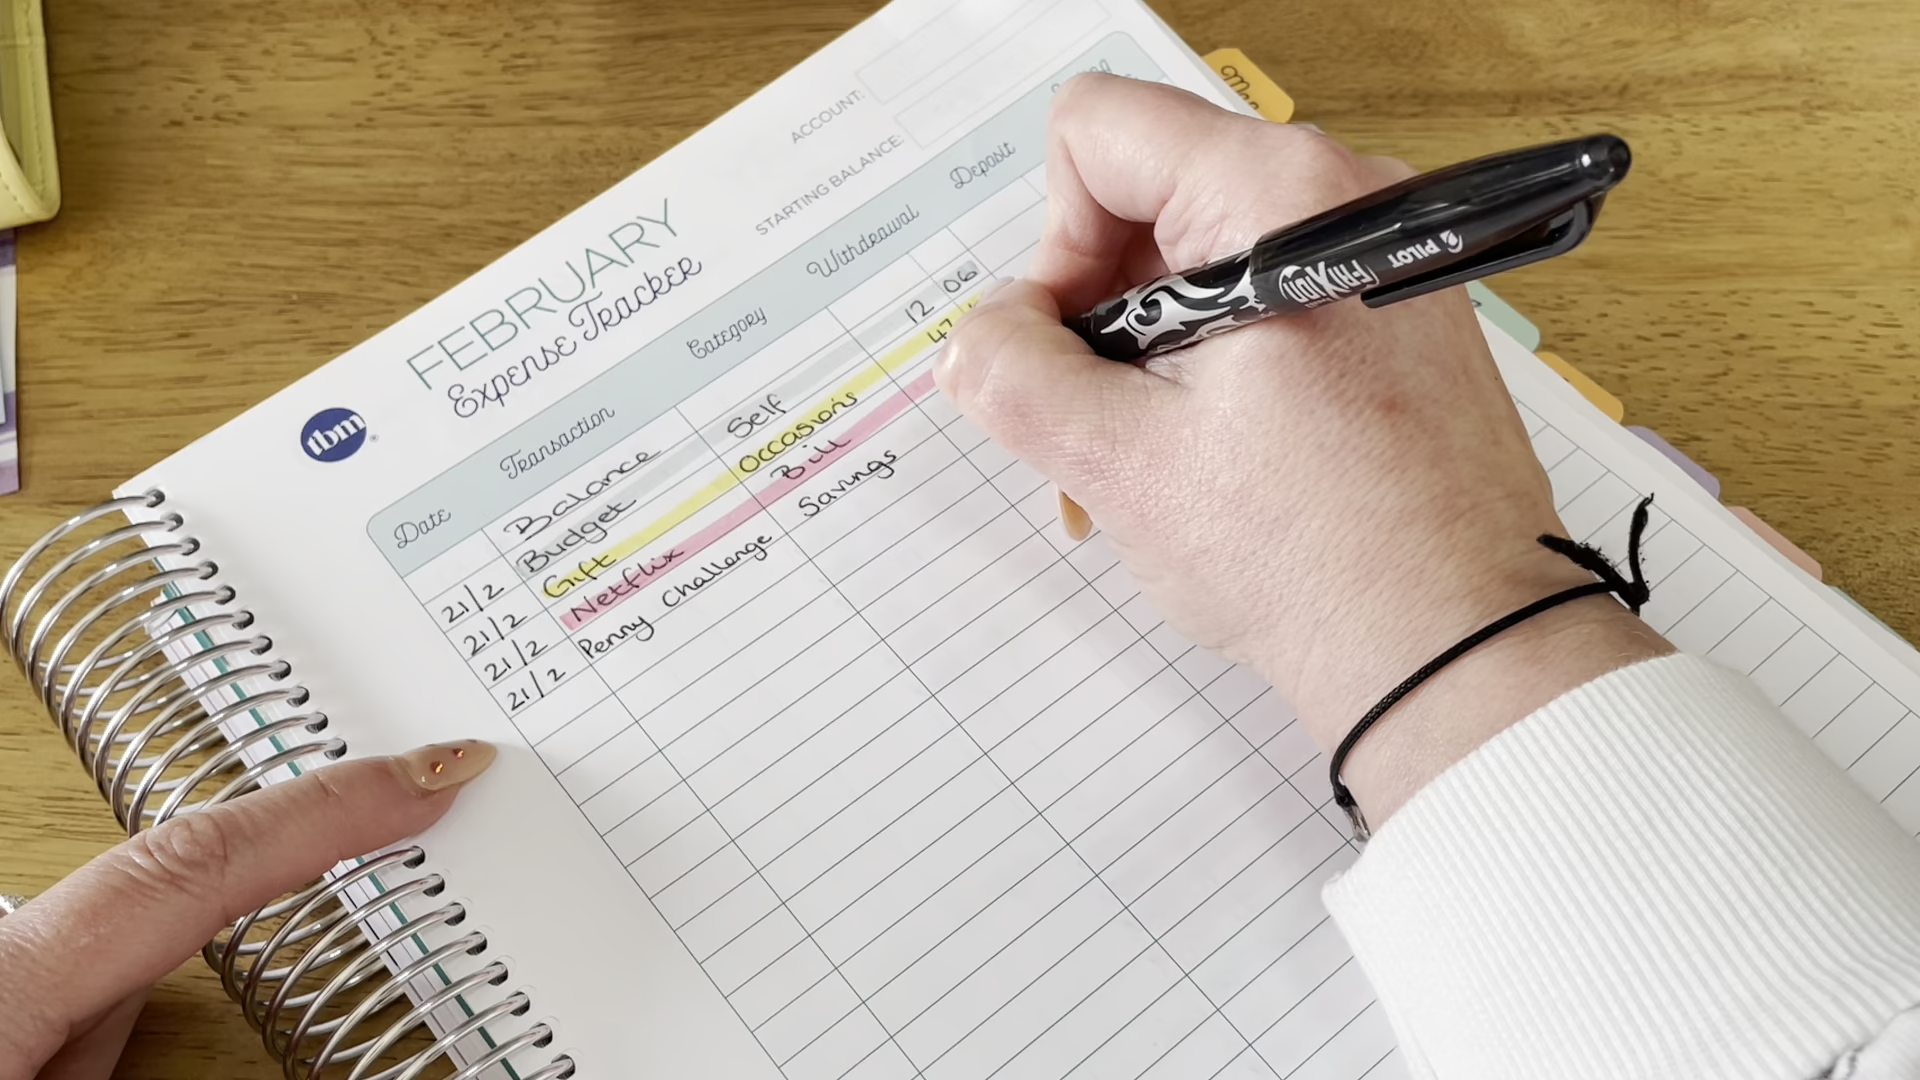 ACCOUNT:
STARTING BALANCE:
FEBRUARY
Expense Tracker
tbm
Date Transaction Category Withdrawal Deposit
Balance
21/2 Budget Self 12 06
21/2 Gift Occasions 47
21/2 Netflix Bill
21/2 Penny Challenge Savings
PILOT
FRIXION